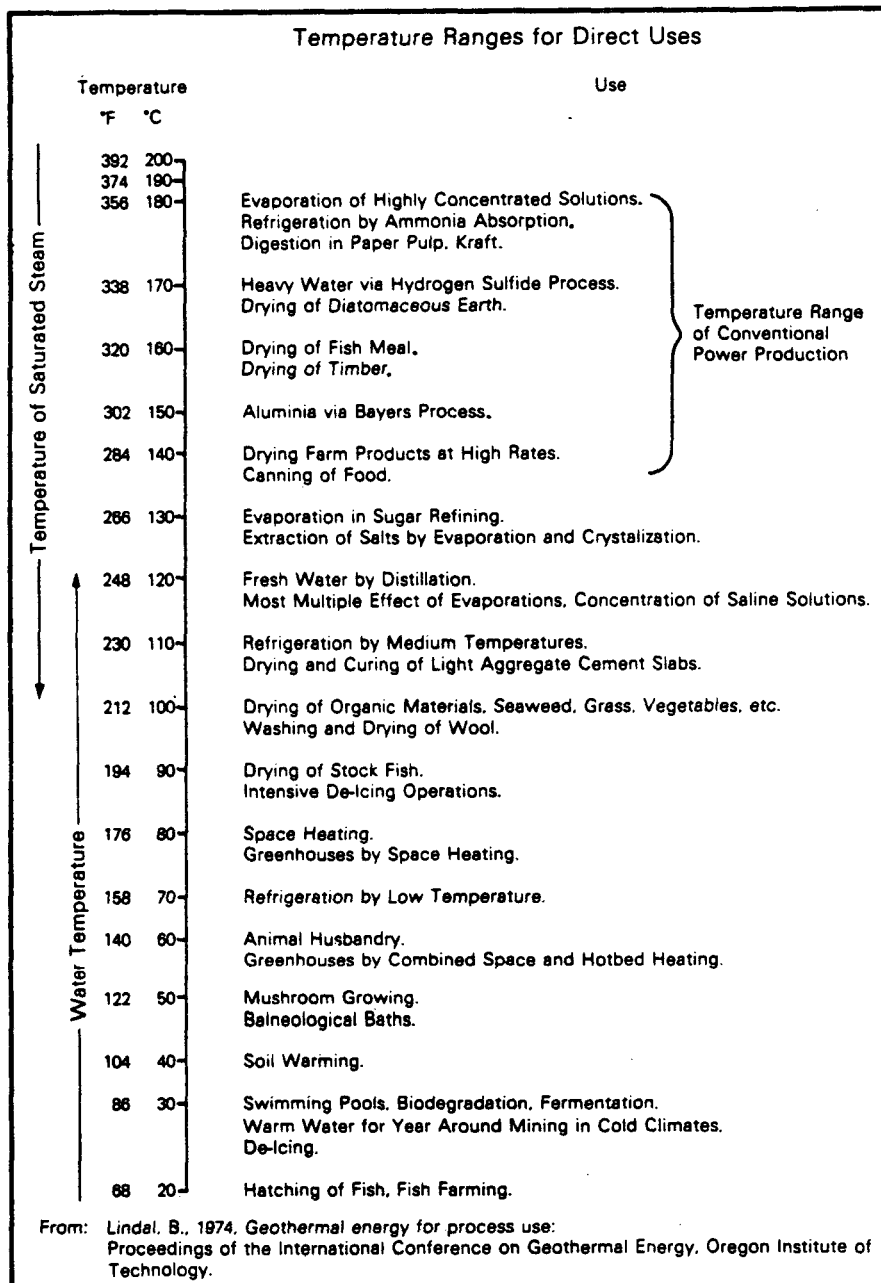 Temperature Ranges for Direct Uses
Temperature Use
°F °C
392 200
374 190
356 180 Evaporation of Highly Concentrated Solutions.
Refrigeration by Ammonia Absorption.
Digestion in Paper Pulp, Kraft.
338 170 Heavy Water via Hydrogen Sulfide Process.
Drying of Diatomaceous Earth.
320 160 Drying of Fish Meal.
Drying of Timber.
302 150 Aluminia via Bayers Process.
284 140 Drying Farm Products at High Rates.
Canning of Food.
Temperature Range
of Conventional
Power Production
266 130 Evaporation in Sugar Refining.
Extraction of Salts by Evaporation and Crystalization.
248 120 Fresh Water by Distillation.
Most Multiple Effect of Evaporations, Concentration of Saline Solutions.
230 110 Refrigeration by Medium Temperatures.
Drying and Curing of Light Aggregate Cement Slabs.
212 100 Drying of Organic Materials, Seaweed, Grass, Vegetables, etc.
Washing and Drying of Wool.
194 90 Drying of Stock Fish.
Intensive De-Icing Operations.
176 80 Space Heating.
Greenhouses by Space Heating.
158 70 Refrigeration by Low Temperature.
140 60 Animal Husbandry.
Greenhouses by Combined Space and Hotbed Heating.
122 50 Mushroom Growing.
Balneological Baths.
104 40 Soil Warming.
86 30 Swimming Pools, Biodegradation, Fermentation.
Warm Water for Year Around Mining in Cold Climates.
De-Icing.
68 20 Hatching of Fish, Fish Farming.
Temperature of Saturated Steam
Water Temperature
From: Lindal, B., 1974, Geothermal energy for process use:
Proceedings of the International Conference on Geothermal Energy, Oregon Institute of
Technology.